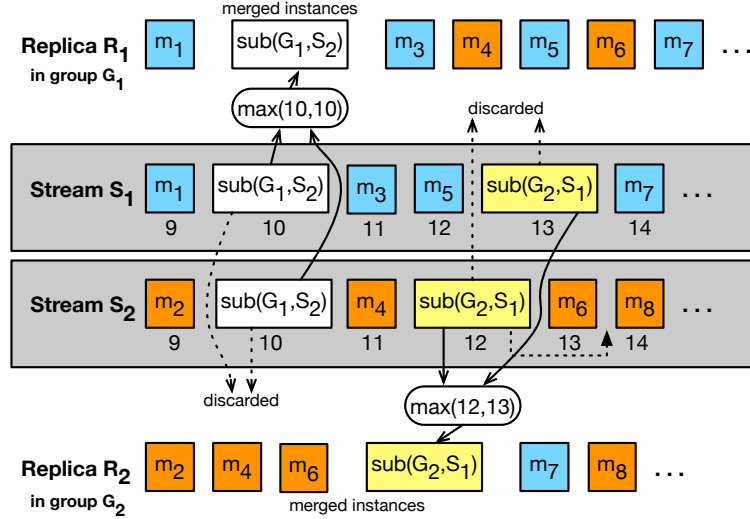 merged instances
Replica R1 m1 sub(G1,S2) m3 m4 m5 m6 m7 ...
in group G1
max(10,10)
discarded
Stream S1 m1 sub(G1,S2) m3 m5 sub(G2,S1) m7 ...
9 10 11 12 13 14
Stream S2 m2 sub(G1,S2) m4 sub(G2,S1) m6 m8 ...
9 10 11 12 13 14
discarded
max(12,13)
Replica R2 m2 m4 m6 sub(G2,S1) m7 m8 ...
in group G2
merged instances